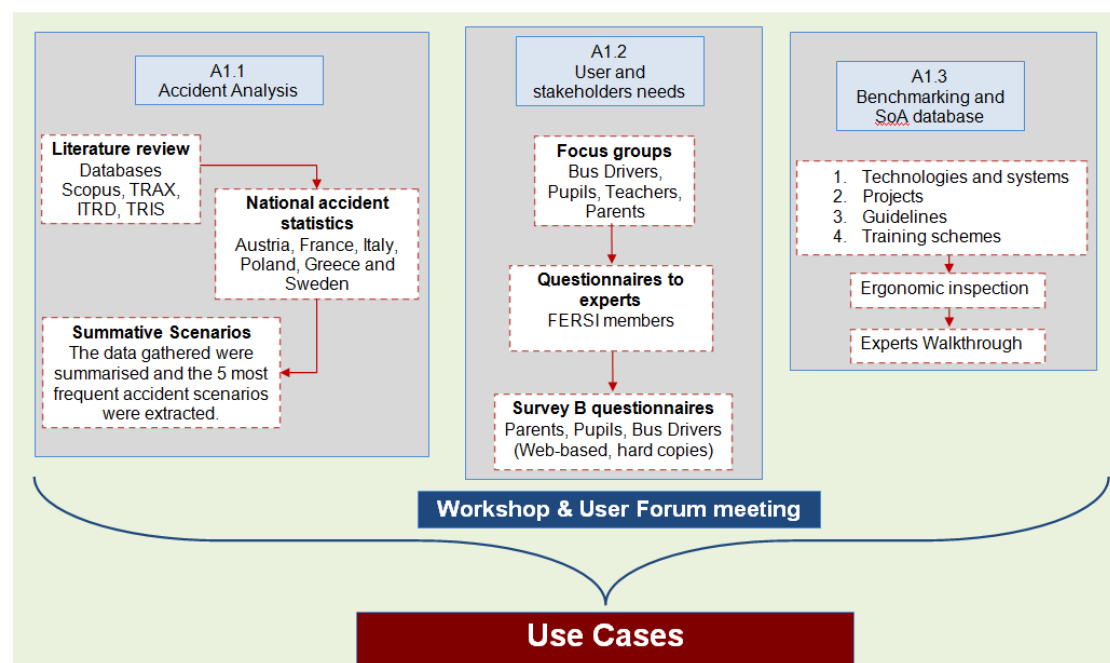 A1.1
Accident Analysis
Literature review
Databases
Scopus, TRAX,
ITRD, TRIS
National accident
statistics
Austria, France, Italy,
Poland, Greece and
Sweden
Summative Scenarios
The data gathered were
summarised and the 5 most
frequent accident scenarios
were extracted.
A1.2
User and
stakeholders needs
Focus groups
Bus Drivers,
Pupils, Teachers,
Parents
Questionnaires to
experts
FERSI members
Survey B questionnaires
Parents, Pupils, Bus Drivers
(Web-based, hard copies)
A1.3
Benchmarking and
SoA database
1. Technologies and systems
2. Projects
3. Guidelines
4. Training schemes
Ergonomic inspection
Experts Walkthrough
Workshop & User Forum meeting
Use Cases